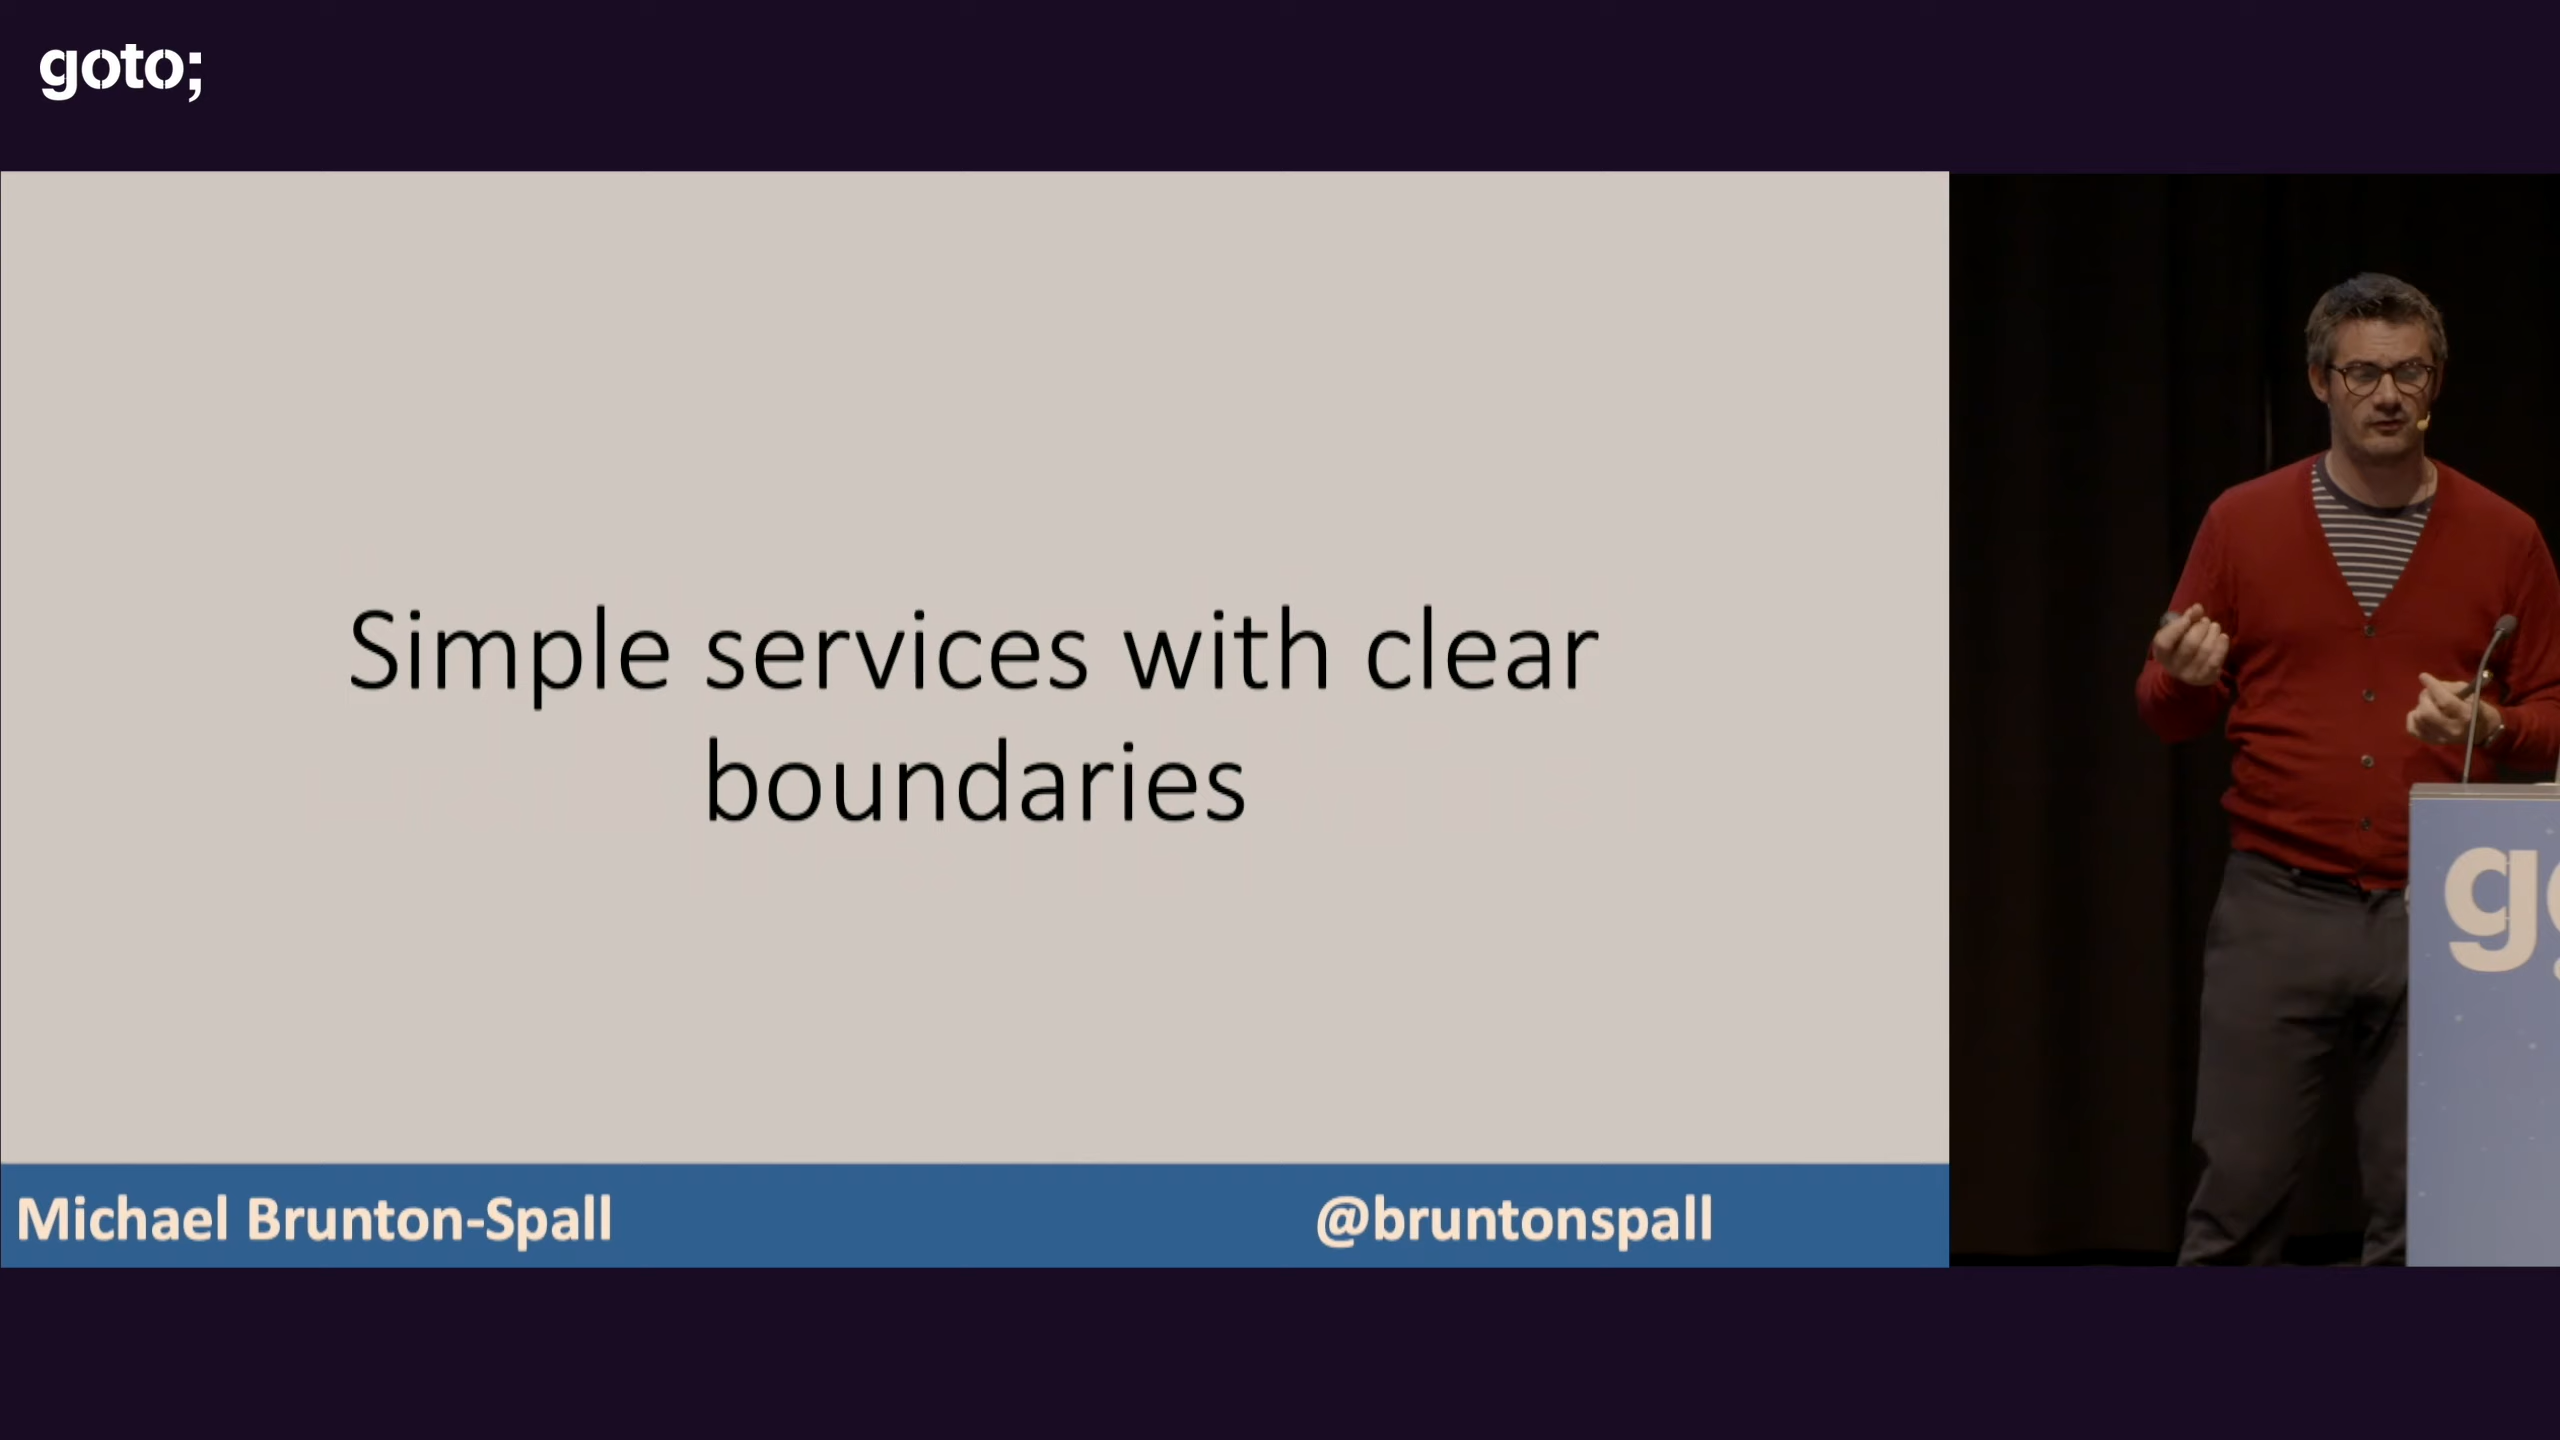 goto;
Simple services with clear
boundaries
Michael Brunton-Spall
@bruntonspall